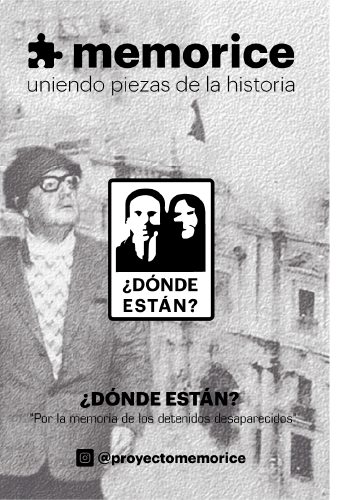 memorice
uniendo piezas de la historia
¿DÓNDE
ESTÁN?
¿DÓNDE ESTÁN?
"Por la memoria de los detenidos desaparecidos"
@proyectomemorice